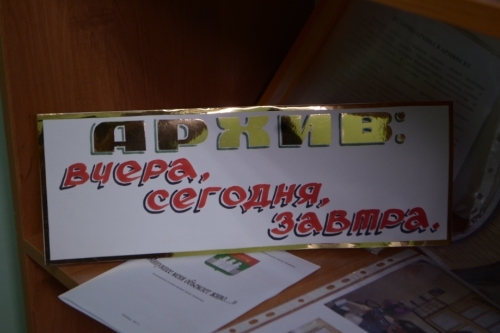 АРХИВ:
вчера,
сегодня,
завтра.